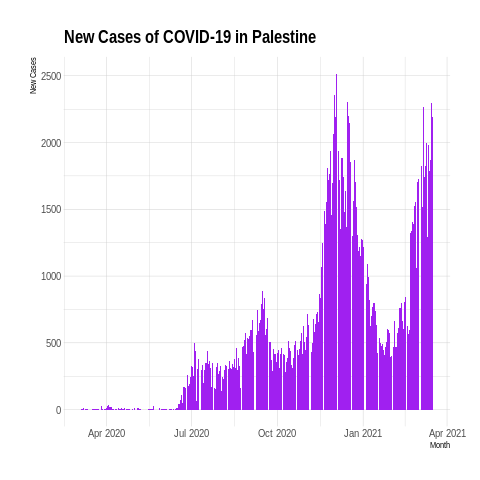 New Cases of COVID-19 in Palestine
New Cases
2500
2000
1500
1000
500
0
Apr 2020
Jul 2020
Oct 2020
Jan 2021
Apr 2021
Month